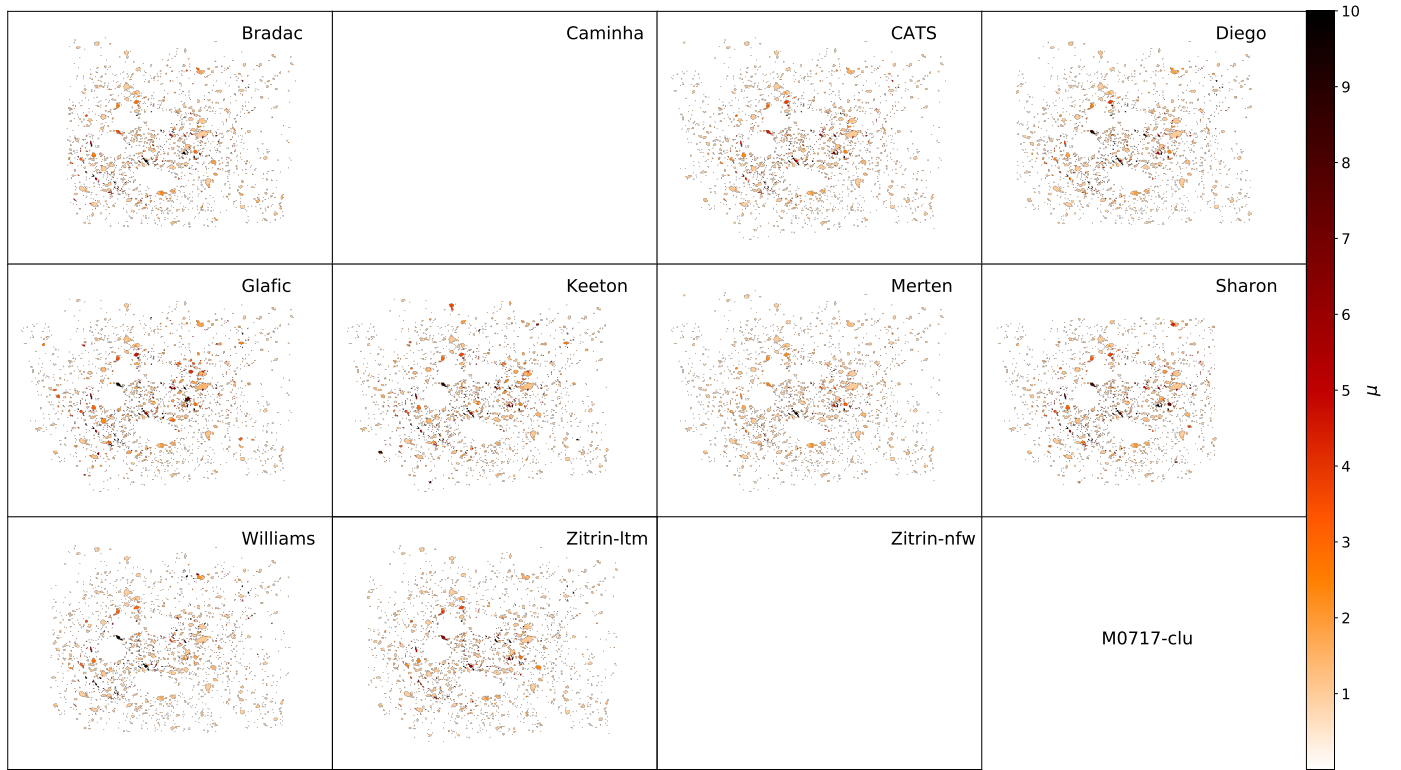 Bradac
Caminha
CATS
Diego
Glafic
Keeton
Merten
Sharon
Williams
Zitrin-ltm
Zitrin-nfw
M0717-clu
10
9
8
7
6
5
4
3
2
1
μ